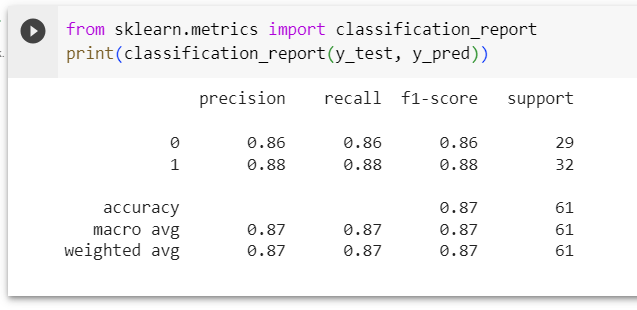 from sklearn.metrics import classification_report
print(classification_report(y_test, y_pred))
precision recall f1-score support
0 0.86 0.86 0.86 29
1 0.88 0.88 0.88 32
accuracy 0.87 61
macro avg 0.87 0.87 0.87 61
weighted avg 0.87 0.87 0.87 61